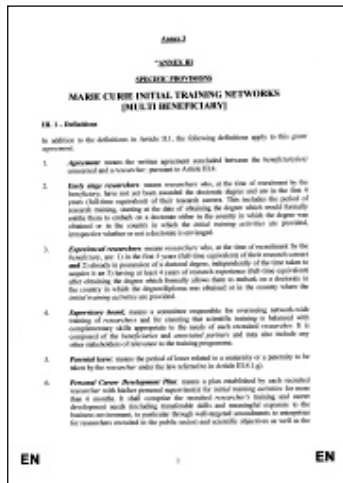 Annex 3
"ANNEX III
SPECIFIC PROVISIONS
MARIE CURIE INITIAL TRAINING NETWORKS
[MULTI BENEFICIARY]
III. 1 - Definitions
In addition to the definitions in Article II.1, the following definitions apply to this grant
agreement:
1. Agreement: means the written agreement concluded between the
concerned and a researcher, pursuant to Article III.4.
2. Early stage researchers: means researchers who, at the time of recruitment by the
beneficiary, have not yet been awarded the doctorate degree and are in the first 4
years (full-time equivalent) of their research careers. This includes the period of
research training, starting at the date of obtaining the degree which would formally
entitle them to embark on a doctorate either in the country in which the degree was
obtained or in the country in which the initial training activities are provided,
irrespective whether or not a doctorate is envisaged.
3. Experienced researchers: means researchers who, at the time of recruitment by the
beneficiary, are: 1) in the first 5 years (full-time equivalent) of their research careers
and 2) already in possession of a doctoral degree, independently of the time taken to
acquire it or 3) having at least 4 years of research experience (full-time equivalent)
after obtaining the degree which formally allows them to embark on a doctorate in
the country in which the degree/diploma was obtained or in the country where the
initial training activities are provided.
4. Supervisory board: means a committee responsible for overseeing network-wide
training of researchers and for ensuring that scientific training is balanced with
complementary skills appropriate to the needs of each recruited researcher. It is
composed of the beneficiaries and associated partners and may also include any
other stakeholders of relevance to the training programme.
5. Parental leave: means the period of leave related to a maternity or a paternity to be
taken by the researcher under the law referred to in Article III.4.1.g).
6. Personal Career Development Plan: means a plan established by each recruited
researcher with his/her personal supervisor(s) for initial training activities for more
than 6 months. It shall comprise the recruited researcher's training and career
development needs (including transferable skills and meaningful exposure to the
business environment, in particular through well-targeted secondments to enterprises
for researchers recruited in the public sector) and scientific objectives as well as the
EN
EN